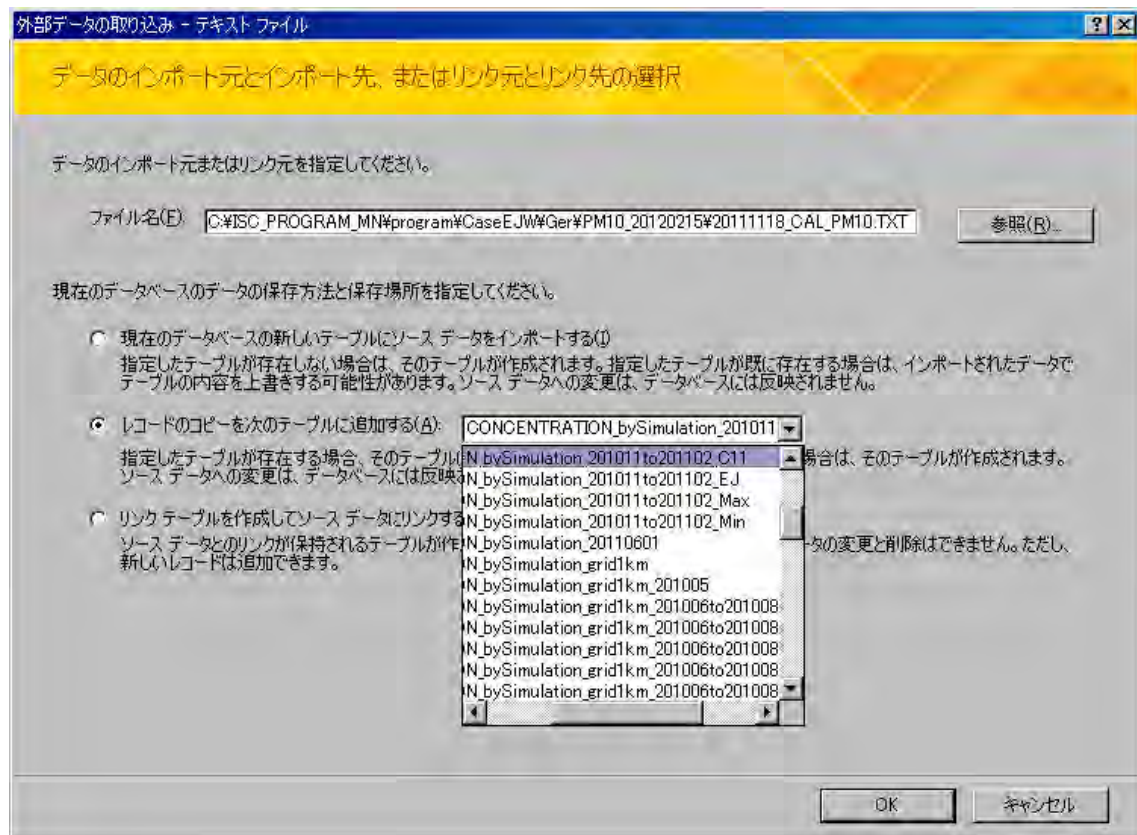 外部データの取り込み - テキスト ファイル
データのインポート元とインポート先、またはリンク元とリンク先の選択
データのインポート元またはリンク元を指定してください。
ファイル名(F): C:¥ISC_PROGRAM_MN¥program¥CaseEJW¥Ger¥PM10_20120215¥20111118_CAL_PM10.TXT 参照(R)...
現在のデータベースのデータの保存方法と保存場所を指定してください。
現在のデータベースの新しいテーブルにソース データをインポートする(I)
指定したテーブルが存在しない場合は、そのテーブルが作成されます。指定したテーブルが既に存在する場合は、インポートされたデータで
テーブルの内容を上書きする可能性があります。ソース データへの変更は、データベースには反映されません。
レコードのコピーを次のテーブルに追加する(A): CONCENTRATION_bySimulation_201011
指定したテーブルが存在する場合、そのテーブルに 場合は、そのテーブルが作成されます。
ソース データへの変更は、データベースには反映
リンク テーブルを作成してソース データにリンクする
ソース データとのリンクが保持されるテーブルが作 タの変更と削除はできません。ただし、
新しいレコードは追加できます。
N_bySimulation_201011to201102_C11
N_bySimulation_201011to201102_EJ
N_bySimulation_201011to201102_Max
N_bySimulation_201011to201102_Min
N_bySimulation_20110601
N_bySimulation_grid1km
N_bySimulation_grid1km_201005
N_bySimulation_grid1km_201006to201008
N_bySimulation_grid1km_201006to201008
N_bySimulation_grid1km_201006to201008
N_bySimulation_grid1km_201006to201008
N_bySimulation_grid1km_201006to201008
OK キャンセル